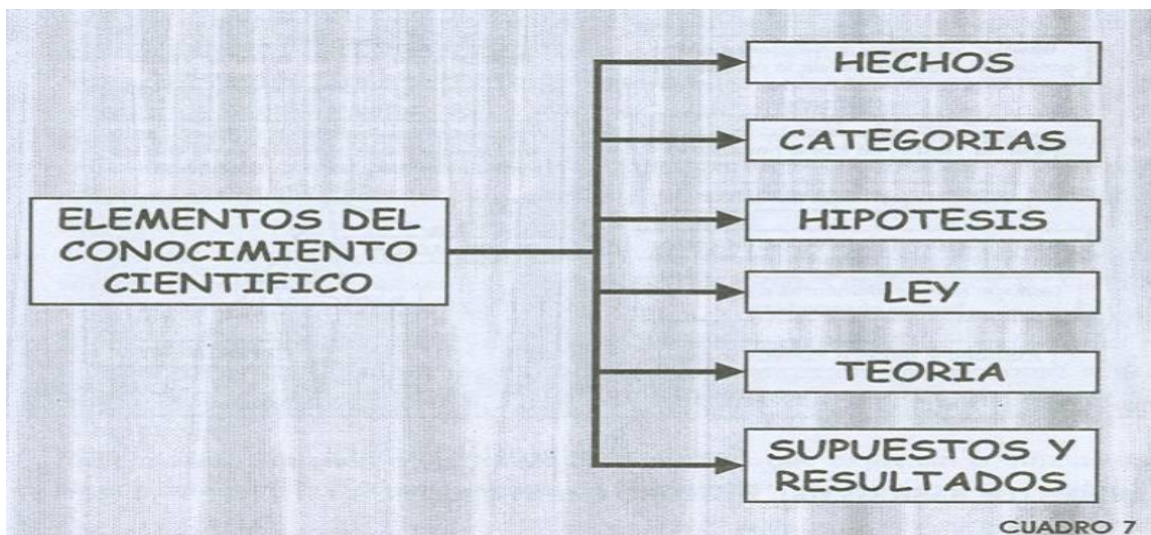 ELEMENTOS DEL
CONOCIMIENTO
CIENTIFICO
HECHOS
CATEGORIAS
HIPOTESIS
LEY
TEORIA
SUPUESTOS Y
RESULTADOS
CUADRO 7